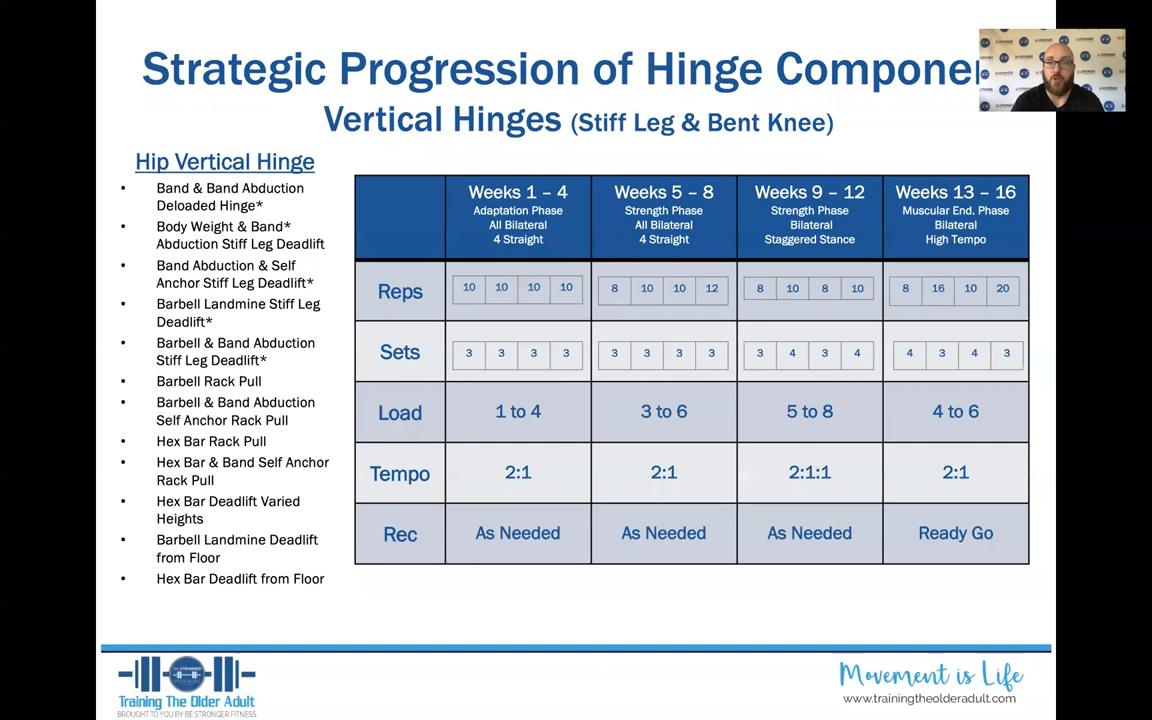 Strategic Progression of Hinge Compone
Vertical Hinges (Stiff Leg & Bent Knee)
Hip Vertical Hinge
• Band & Band Abduction
Deloaded Hinge*
• Body Weight & Band*
Abduction Stiff Leg Deadlift
• Band Abduction & Self
Anchor Stiff Leg Deadlift*
• Barbell Landmine Stiff Leg
Deadlift*
• Barbell & Band Abduction
Stiff Leg Deadlift*
• Barbell Rack Pull
• Barbell & Band Abduction
Self Anchor Rack Pull
• Hex Bar Rack Pull
• Hex Bar & Band Self Anchor
Rack Pull
• Hex Bar Deadlift Varied
Heights
• Barbell Landmine Deadlift
from Floor
• Hex Bar Deadlift from Floor
Weeks 1 – 4 Weeks 5 – 8 Weeks 9 – 12 Weeks 13 – 16
Adaptation Phase Strength Phase Strength Phase Muscular End. Phase
All Bilateral All Bilateral Bilateral Bilateral
4 Straight 4 Straight Staggered Stance High Tempo
Reps 10 10 10 10 8 10 10 12 8 10 8 10 8 16 10 20
Sets 3 3 3 3 3 3 3 3 3 4 3 4 4 3 4 3
Load 1 to 4 3 to 6 5 to 8 4 to 6
Tempo 2:1 2:1 2:1:1 2:1
Rec As Needed As Needed As Needed Ready Go
Training The Older Adult
BROUGHT TO YOU BY BE STRONGER FITNESS
Movement is Life
www.trainingtheolderadult.com